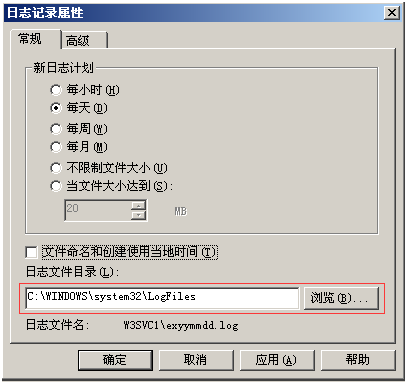 日志记录属性
常规 高级
新日志计划
每小时(H)
每天(D)
每周(W)
每月(M)
不限制文件大小(U)
当文件大小达到(S):
20 MB
文件命名和创建使用当地时间(T)
日志文件目录(L):
C:\WINDOWS\system32\LogFiles 浏览(B)...
日志文件名: W3SVC1\exyymmdd.log
确定 取消 应用(A) 帮助